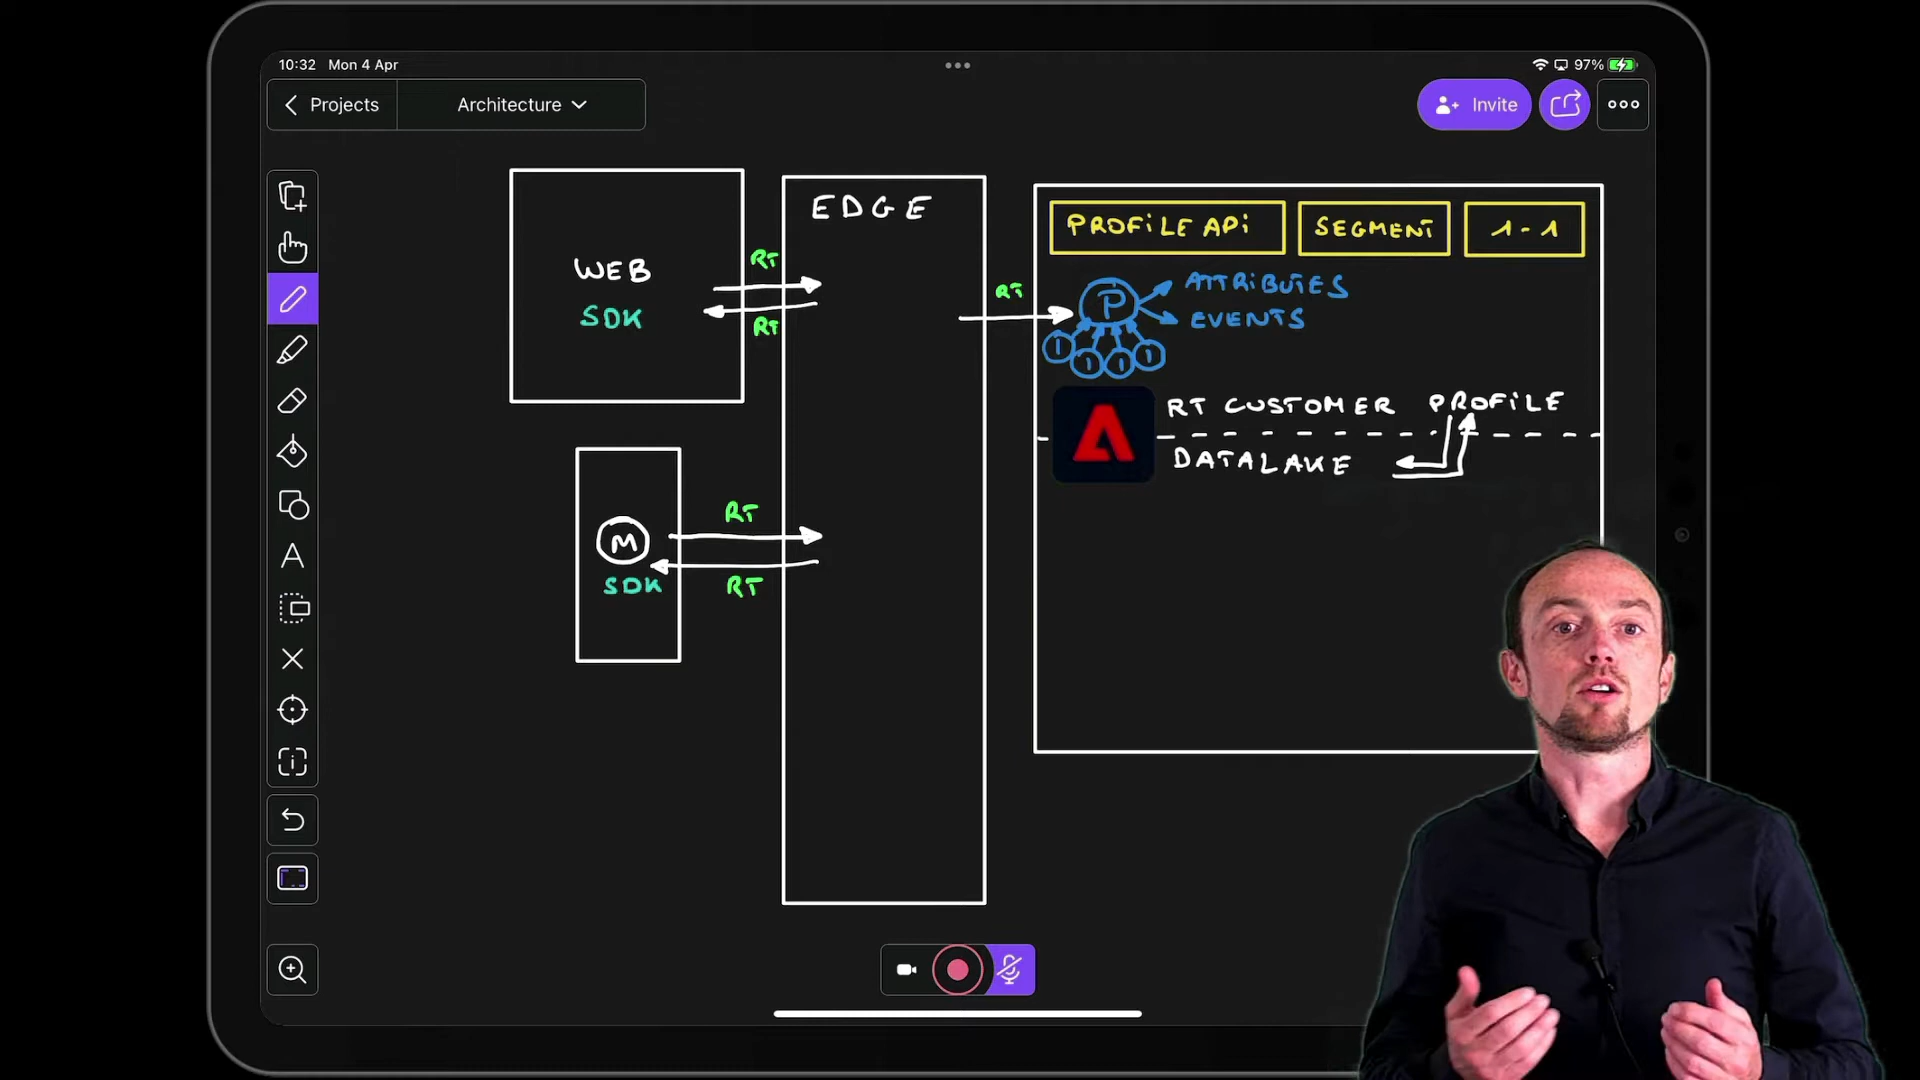 10:32 Mon 4 Apr
97%
Projects
Architecture
Invite
EDGE
WEB
SDK
RT
RT
RT
PROFiLE APi
SEGMENT
1-1
P
ATTRiBUTES
EVENTS
I I I I
RT CUSTOMER PROFiLE
DATALAKE
M
SDK
RT
RT
A